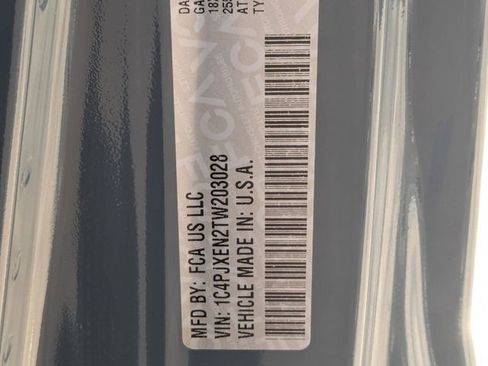 MFD BY: FCA US LLC
VIN: 1C4PJXEN2TW203028
VEHICLE MADE IN: U.S.A.